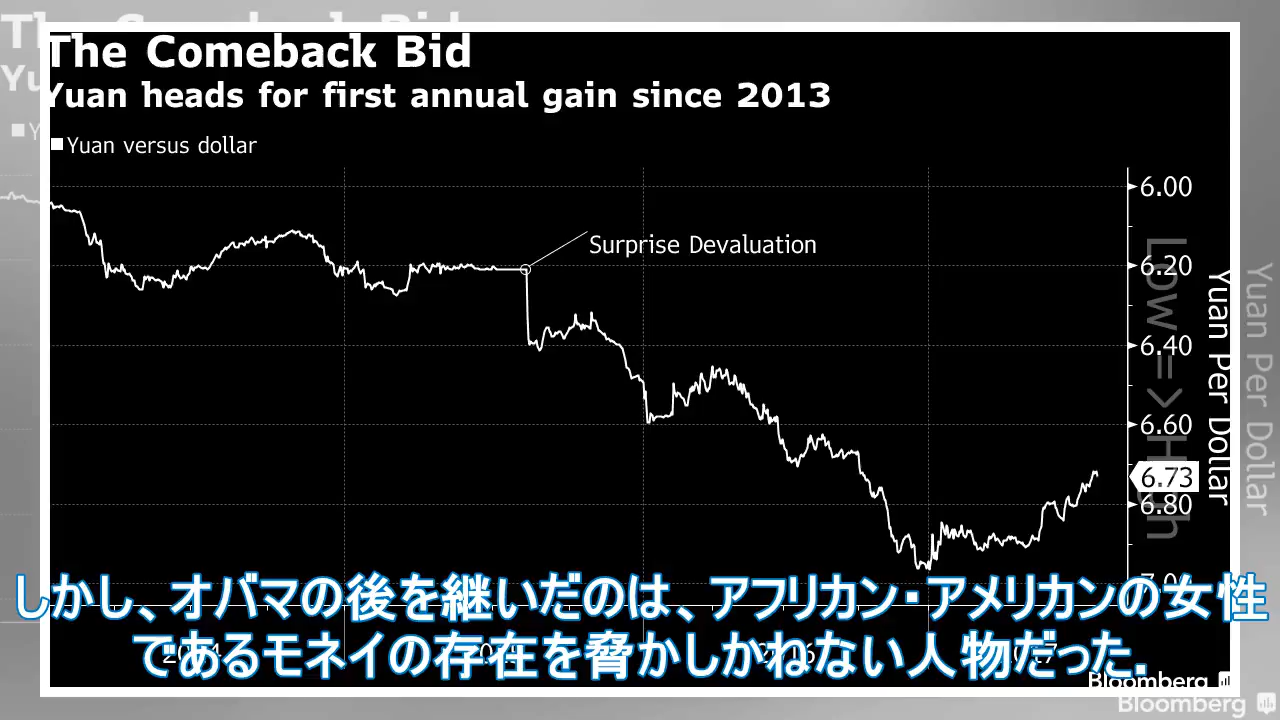 The Comeback Bid
Yuan heads for first annual gain since 2013
Yuan versus dollar
Surprise Devaluation
6.00
6.20
6.40
6.60
6.73
6.80
Yuan Per Dollar
Yuan Per Dollar
Low => High
しかし、オバマの後を継いだのは、アフリカン・アメリカンの女性
であるモネイの存在を脅かしかねない人物だった.
Bloomberg
Bloomberg